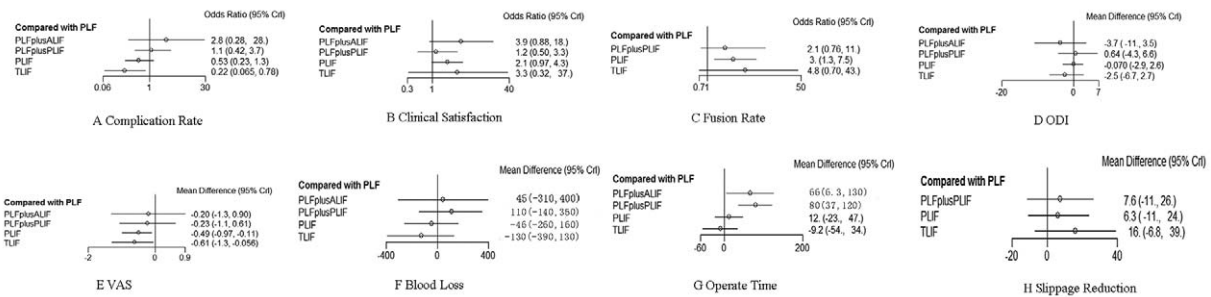 Odds Ratio (95% CrI)
Compared with PLF
PLFplusALIF 2.8 (0.28, 28.)
PLFplusPLIF 1.1 (0.42, 3.7)
PLIF 0.53 (0.23, 1.3)
TLIF 0.22 (0.065, 0.78)
0.06 1 30
A Complication Rate
Odds Ratio (95% CrI)
Compared with PLF
PLFplusALIF 3.9 (0.88, 18.)
PLFplusPLIF 1.2 (0.50, 3.3)
PLIF 2.1 (0.97, 4.3)
TLIF 3.3 (0.32, 37.)
0.3 1 40
B Clinical Satisfaction
Odds Ratio (95% CrI)
Compared with PLF
PLFplusPLIF 2.1 (0.76, 11.)
PLIF 3. (1.3, 7.5)
TLIF 4.8 (0.70, 43.)
0.71 50
C Fusion Rate
Mean Difference (95% CrI)
Compared with PLF
PLFplusALIF -3.7 (-11., 3.5)
PLFplusPLIF 0.64 (-4.3, 6.6)
PLIF -0.070 (-2.9, 2.6)
TLIF -2.5 (-6.7, 2.7)
-20 0 7
D ODI
Mean Difference (95% CrI)
Compared with PLF
PLFplusALIF -0.20 (-1.3, 0.90)
PLFplusPLIF -0.23 (-1.1, 0.61)
PLIF -0.49 (-0.97, -0.11)
TLIF -0.61 (-1.3, -0.056)
-2 0 0.9
E VAS
Mean Difference (95% CrI)
Compared with PLF
PLFplusALIF 45 (-310, 400)
PLFplusPLIF 110 (-140, 360)
PLIF -46 (-260, 160)
TLIF -130 (-390, 130)
-400 0 400
F Blood Loss
Mean Difference (95% CrI)
Compared with PLF
PLFplusALIF 66(6.3, 130)
PLFplusPLIF 80(37, 120)
PLIF 12. (-23., 47.)
TLIF -9.2 (-54., 34.)
-60 0 200
G Operate Time
Mean Difference (95% CrI)
Compared with PLF
PLFplusPLIF 7.6 (-11., 26.)
PLIF 6.3 (-11., 24.)
TLIF 16. (-6.8, 39.)
-20 0 40
H Slippage Reduction